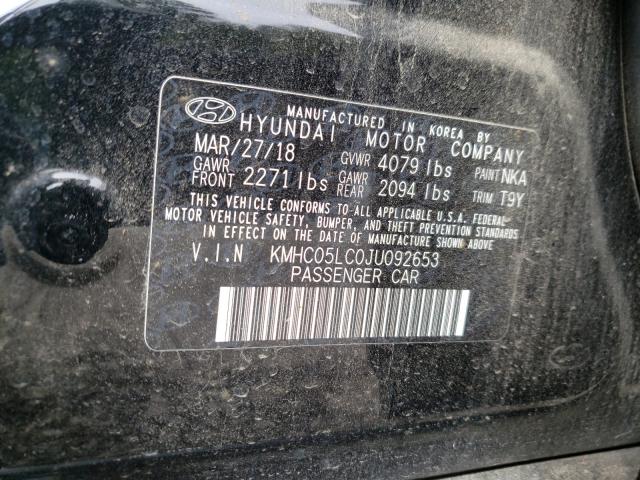 MANUFACTURED IN KOREA BY
HYUNDAI MOTOR COMPANY
MAR/27/18 GVWR 4079 lbs PAINT NKA
GAWR FRONT 2271 lbs GAWR REAR 2094 lbs TRIM T9Y
THIS VEHICLE CONFORMS TO-ALL APPLICABLE U.S.A. FEDERAL-
MOTOR VEHICLE SAFETY, BUMPER, AND THEFT PREVENTION STANDARDS
IN EFFECT ON THE DATE OF MANUFACTURE SHOWN ABOVE
V.I.N KMHC05LC0JU092653
PASSENGER CAR